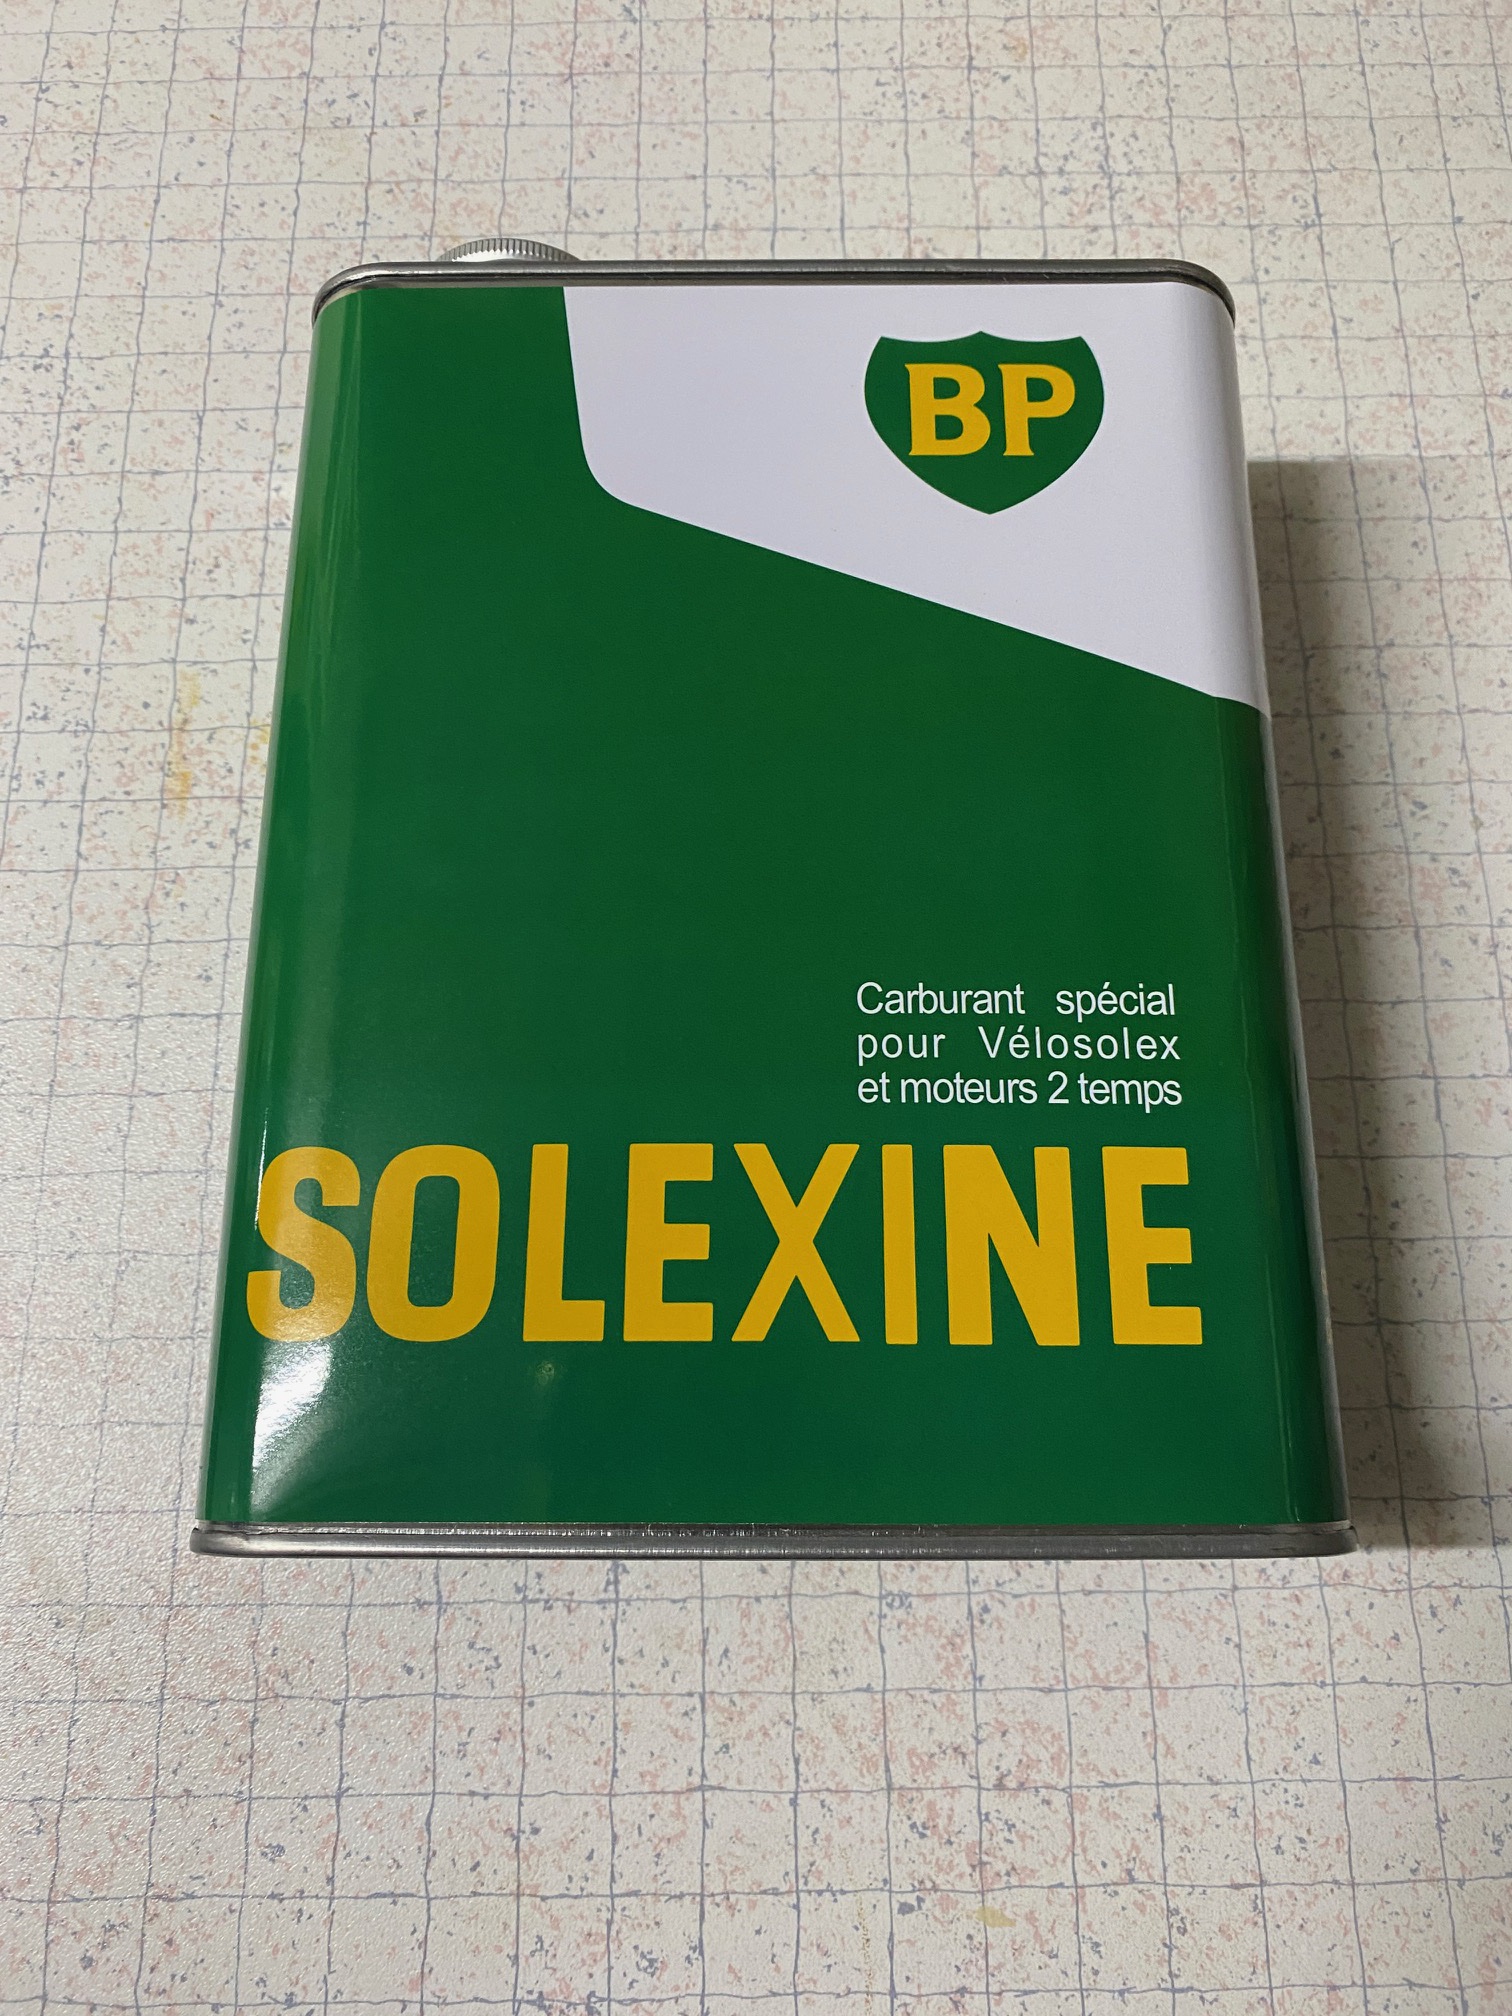 BP
Carburant spécial
pour Vélosolex
et moteurs 2 temps
SOLEXINE